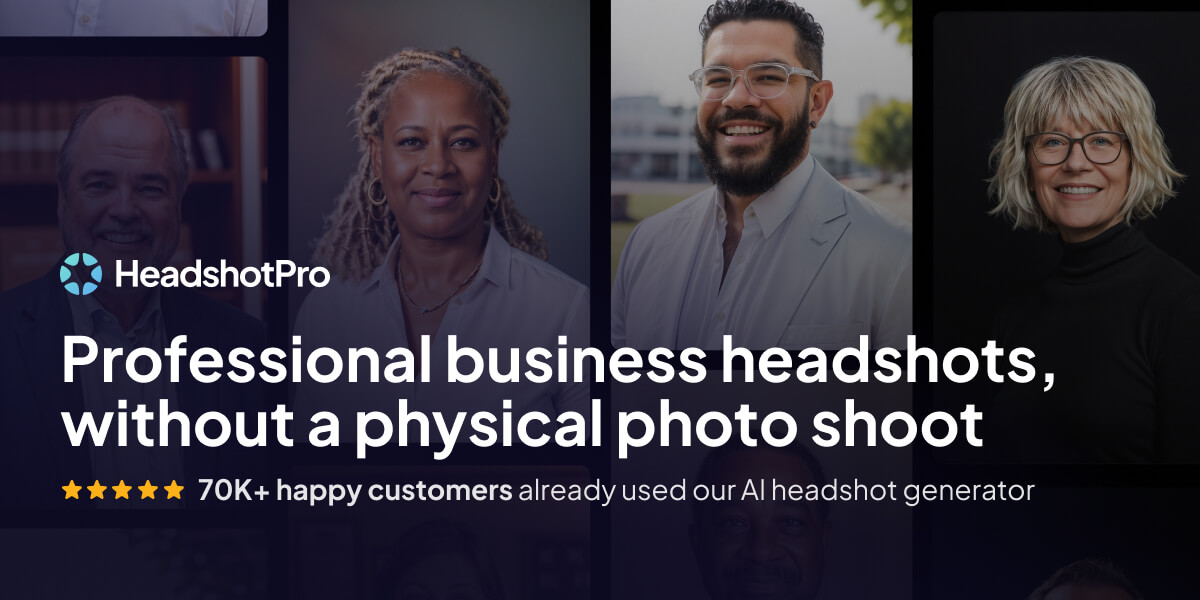 HeadshotPro
Professional business headshots,
without a physical photo shoot
70K+ happy customers already used our AI headshot generator